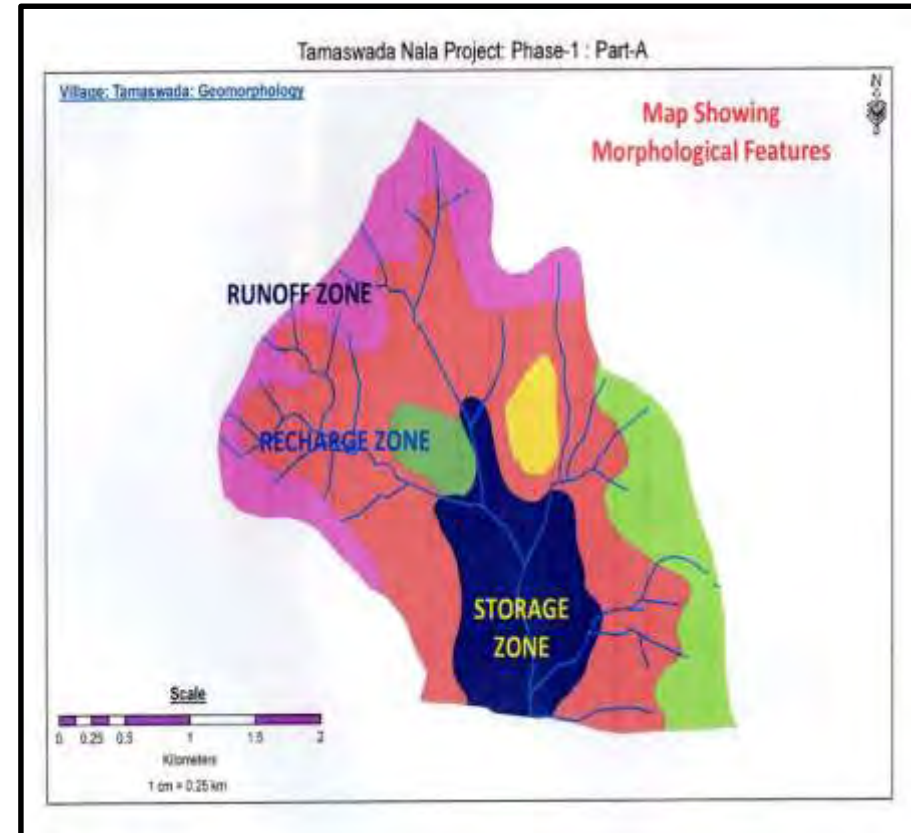 Tamaswada Nala Project: Phase-1 : Part-A
Village: Tamaswada: Geomorphology
N
Map Showing
Morphological Features
RUNOFF ZONE
RECHARGE ZONE
STORAGE
ZONE
Scale
0 0.25 0.5 1 1.5 2
Kilometers
1 cm = 0.25 km